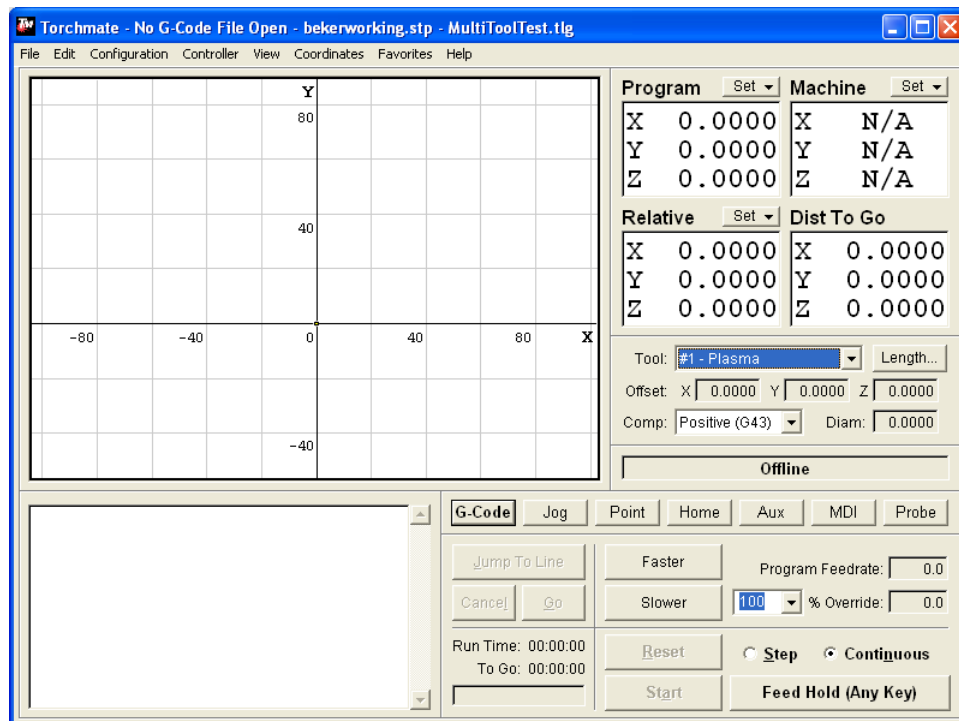 Torchmate - No G-Code File Open - bekerworking.stp - MultiToolTest.tlg
File Edit Configuration Controller View Coordinates Favorites Help
Y
80
40
-80 -40 0 40 80 X
-40
Program Set Machine Set
X 0.0000 X N/A
Y 0.0000 Y N/A
Z 0.0000 Z N/A
Relative Set Dist To Go
X 0.0000 X 0.0000
Y 0.0000 Y 0.0000
Z 0.0000 Z 0.0000
Tool: #1 - Plasma Length...
Offset: X 0.0000 Y 0.0000 Z 0.0000
Comp: Positive (G43) Diam: 0.0000
Offline
G-Code Jog Point Home Aux MDI Probe
Jump To Line Faster Program Feedrate: 0.0
Cancel Go Slower 100 % Override: 0.0
Run Time: 00:00:00 Reset Step Continuous
To Go: 00:00:00
Start Feed Hold (Any Key)